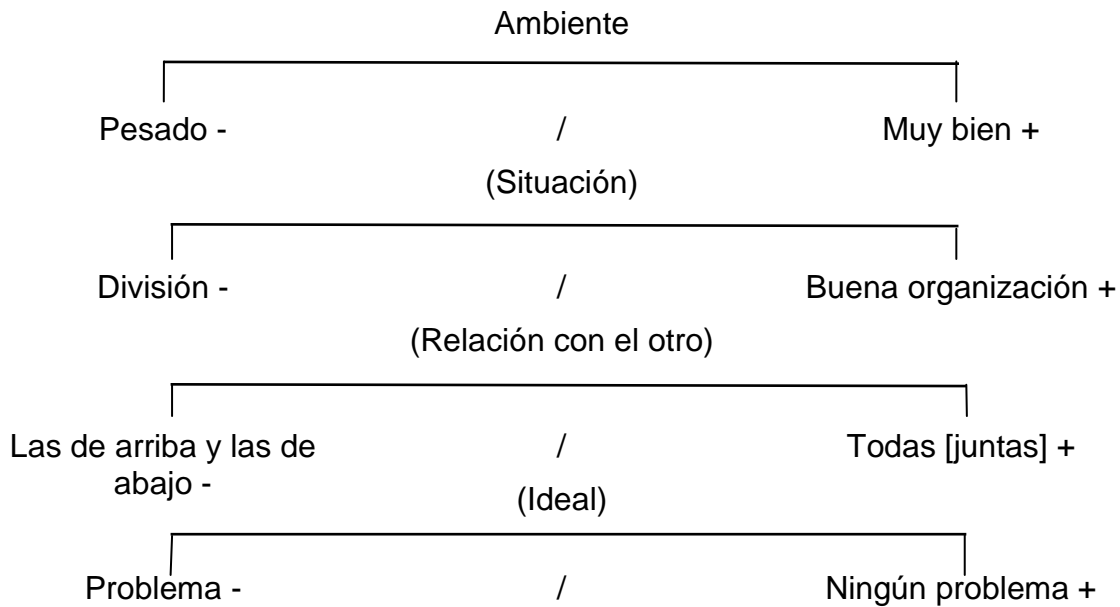 Ambiente
Pesado - / Muy bien +
(Situación)
División - / Buena organización +
(Relación con el otro)
Las de arriba y las de abajo - / Todas [juntas] +
(Ideal)
Problema - / Ningún problema +